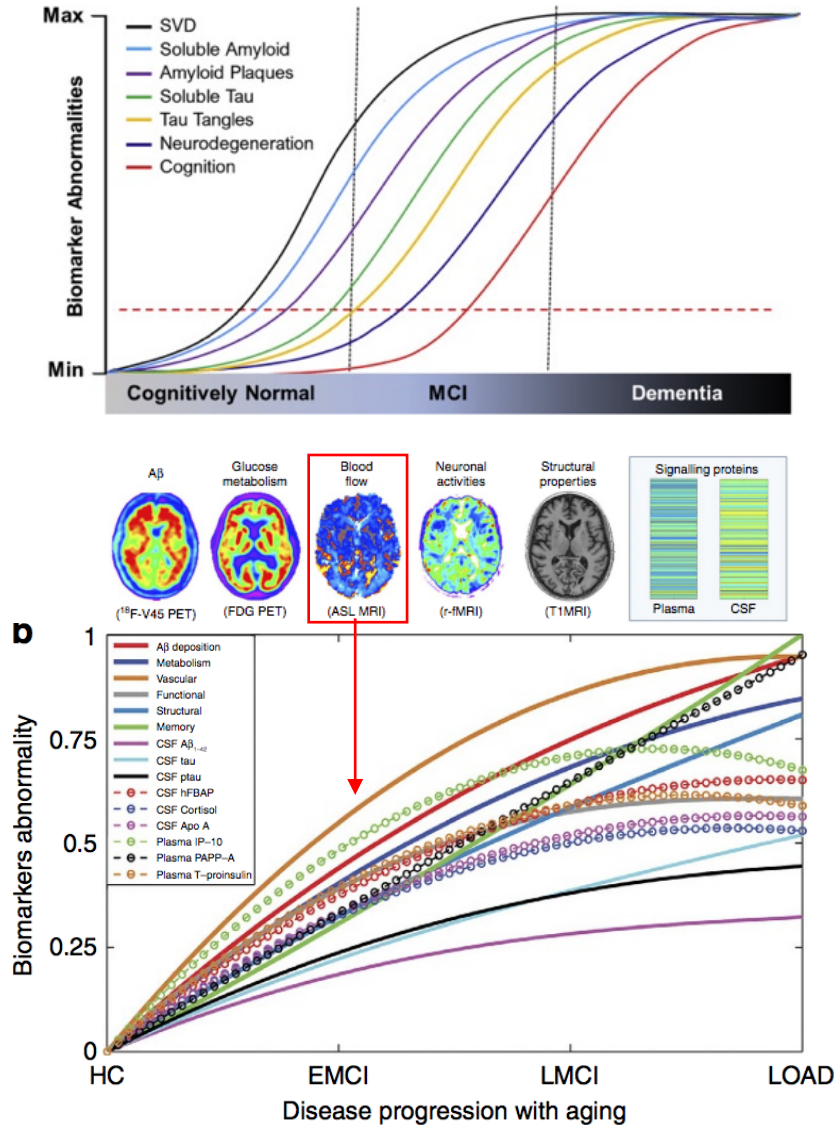 Max
SVD
Soluble Amyloid
Amyloid Plaques
Soluble Tau
Tau Tangles
Neurodegeneration
Cognition
Biomarker Abnormalities
Min
Cognitively Normal MCI Dementia
Aβ
Glucose
metabolism
Blood
flow
Neuronal
activities
Structural
properties
Signalling proteins
(¹⁸F-V45 PET)
(FDG PET)
(ASL MRI)
(r-fMRI)
(T1MRI)
Plasma
CSF
b
1
Aβ deposition
Metabolism
Vascular
Functional
Structural
Memory
CSF Aβ₁₋₄₂
CSF tau
CSF ptau
CSF hFBAP
CSF Cortisol
CSF Apo A
Plasma IP-10
Plasma PAPP-A
Plasma T-proinsulin
0.75
0.5
0.25
0
Biomarkers abnormality
HC EMCI LMCI LOAD
Disease progression with aging